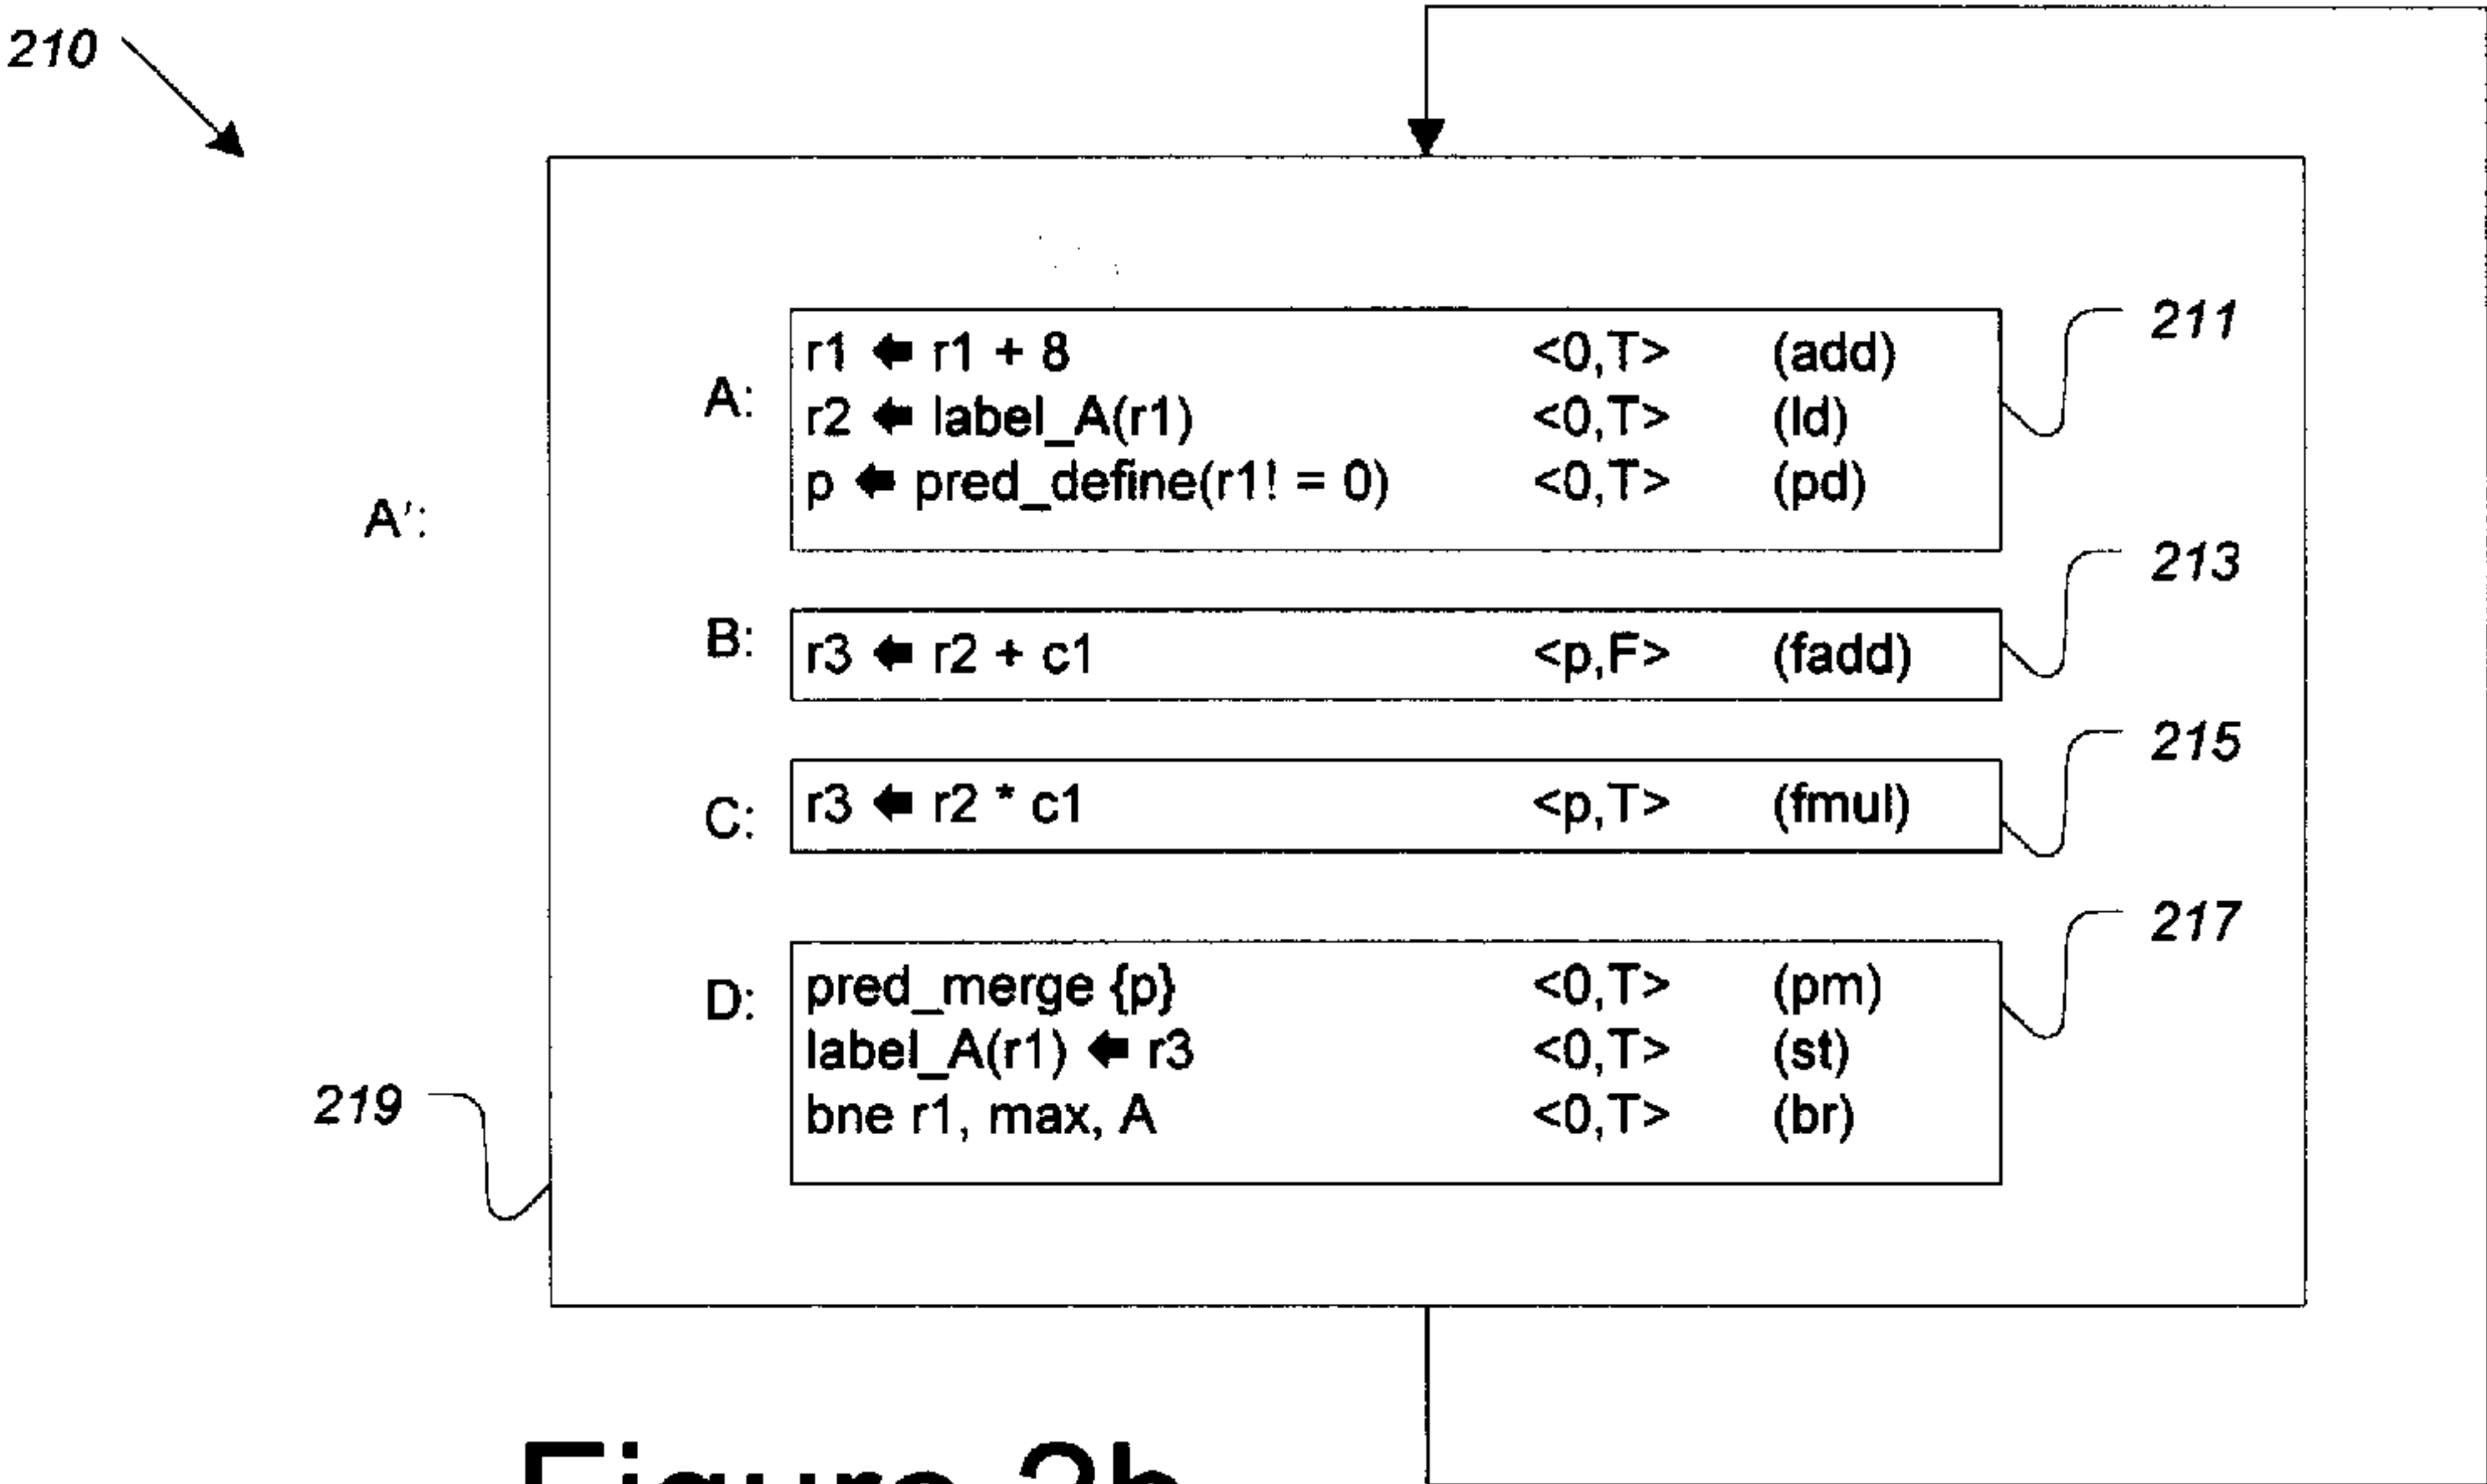 210
A':
A:
r1 ← r1 + 8 <0,T> (add)
r2 ← label_A(r1) <0,T> (ld)
p ← pred_define(r1! = 0) <0,T> (pd)
211
B:
r3 ← r2 + c1 <p,F> (fadd)
213
C:
r3 ← r2 * c1 <p,T> (fmul)
215
D:
pred_merge {p} <0,T> (pm)
label_A(r1) ← r3 <0,T> (st)
bne r1, max, A <0,T> (br)
217
219
Figure 2b